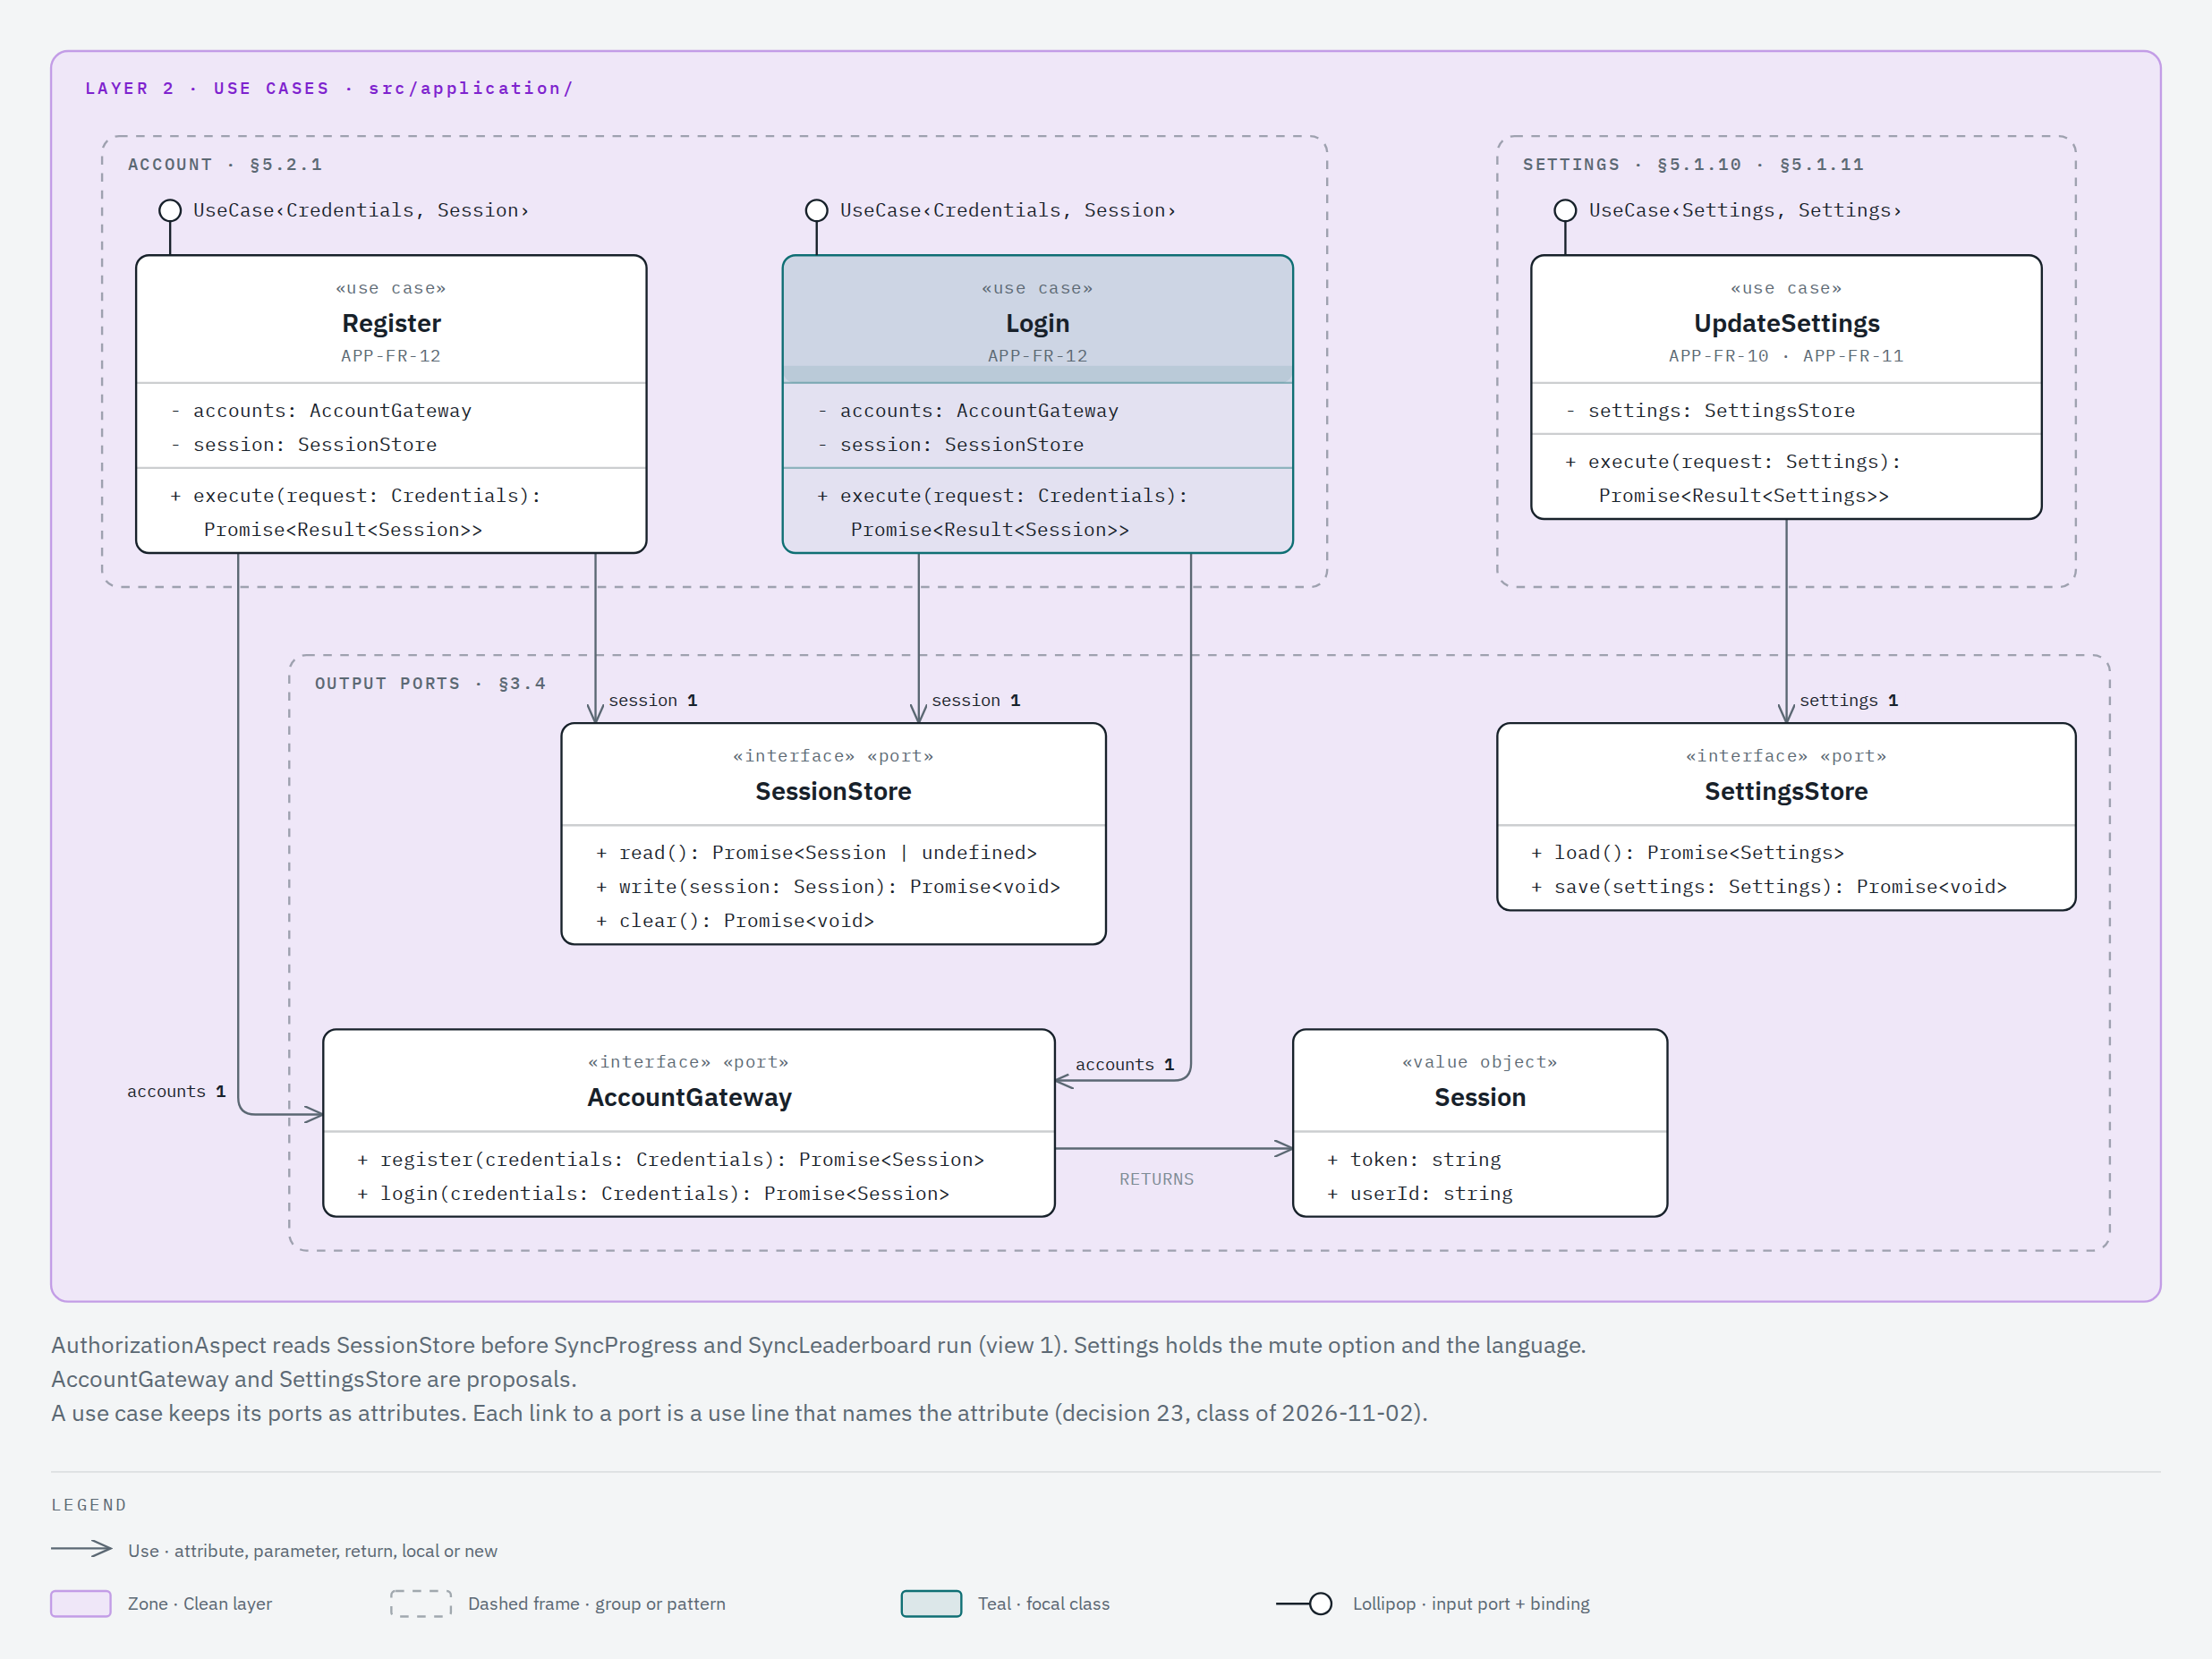 LAYER 2 · USE CASES · src/application/
ACCOUNT · §5.2.1
UseCase‹Credentials, Session›
«use case»
Register
APP-FR-12
- accounts: AccountGateway
- session: SessionStore
+ execute(request: Credentials):
Promise<Result<Session>>
UseCase‹Credentials, Session›
«use case»
Login
APP-FR-12
- accounts: AccountGateway
- session: SessionStore
+ execute(request: Credentials):
Promise<Result<Session>>
SETTINGS · §5.1.10 · §5.1.11
UseCase‹Settings, Settings›
«use case»
UpdateSettings
APP-FR-10 · APP-FR-11
- settings: SettingsStore
+ execute(request: Settings):
Promise<Result<Settings>>
OUTPUT PORTS · §3.4
session 1
session 1
settings 1
«interface» «port»
SessionStore
+ read(): Promise<Session | undefined>
+ write(session: Session): Promise<void>
+ clear(): Promise<void>
«interface» «port»
SettingsStore
+ load(): Promise<Settings>
+ save(settings: Settings): Promise<void>
accounts 1
«interface» «port»
AccountGateway
+ register(credentials: Credentials): Promise<Session>
+ login(credentials: Credentials): Promise<Session>
accounts 1
RETURNS
«value object»
Session
+ token: string
+ userId: string
AuthorizationAspect reads SessionStore before SyncProgress and SyncLeaderboard run (view 1). Settings holds the mute option and the language.
AccountGateway and SettingsStore are proposals.
A use case keeps its ports as attributes. Each link to a port is a use line that names the attribute (decision 23, class of 2026-11-02).
LEGEND
Use · attribute, parameter, return, local or new
Zone · Clean layer
Dashed frame · group or pattern
Teal · focal class
Lollipop · input port + binding